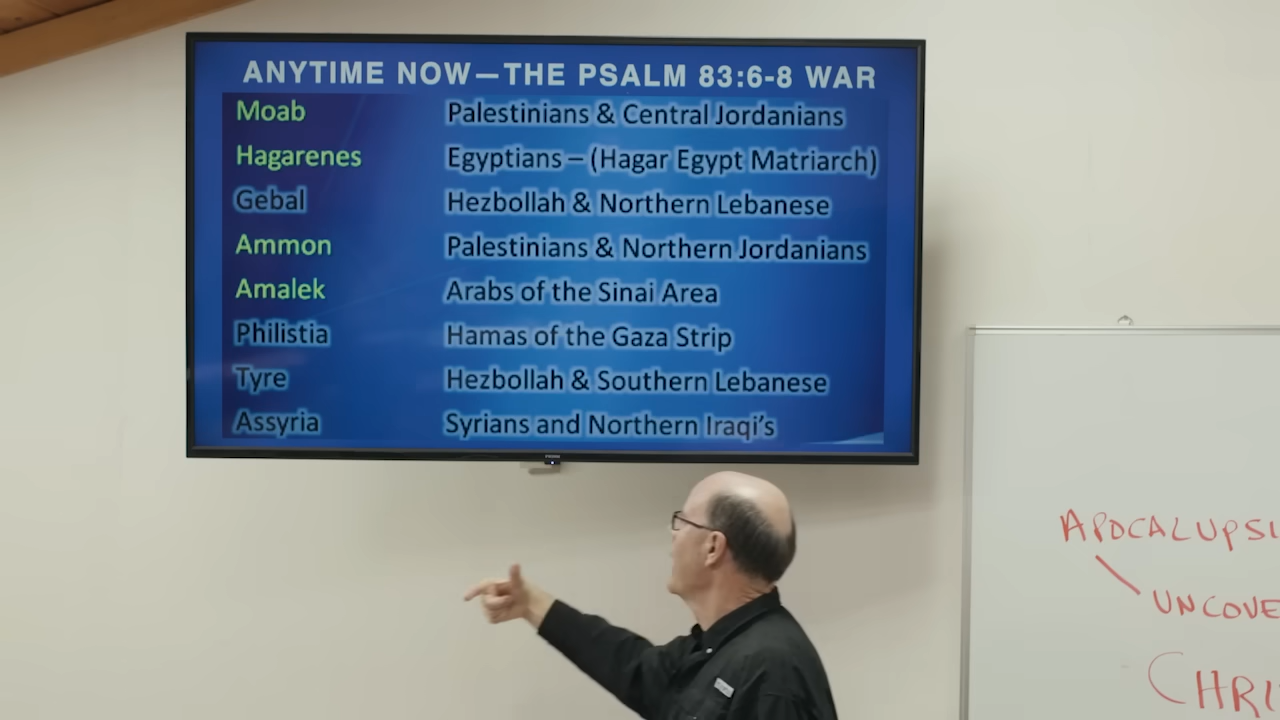 ANYTIME NOW—THE PSALM 83:6-8 WAR
Moab Palestinians & Central Jordanians
Hagarenes Egyptians – (Hagar Egypt Matriarch)
Gebal Hezbollah & Northern Lebanese
Ammon Palestinians & Northern Jordanians
Amalek Arabs of the Sinai Area
Philistia Hamas of the Gaza Strip
Tyre Hezbollah & Southern Lebanese
Assyria Syrians and Northern Iraqi's
APOCALUPSI
UNCOVE
CHRI